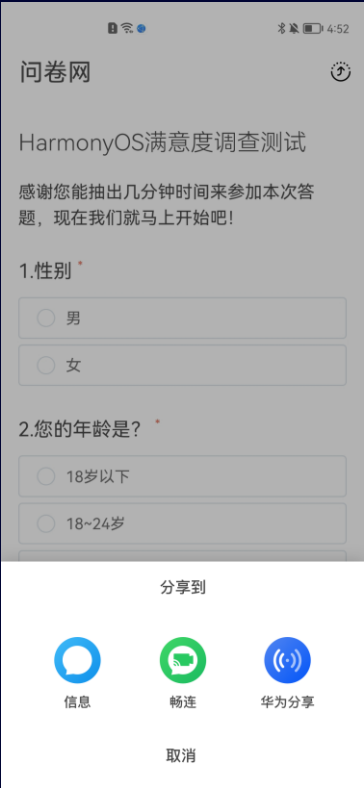 4:52
问卷网
HarmonyOS满意度调查测试
感谢您能抽出几分钟时间来参加本次答
题，现在我们就马上开始吧！
1.性别 *
男
女
2.您的年龄是？ *
18岁以下
18~24岁
分享到
信息 畅连 华为分享
取消